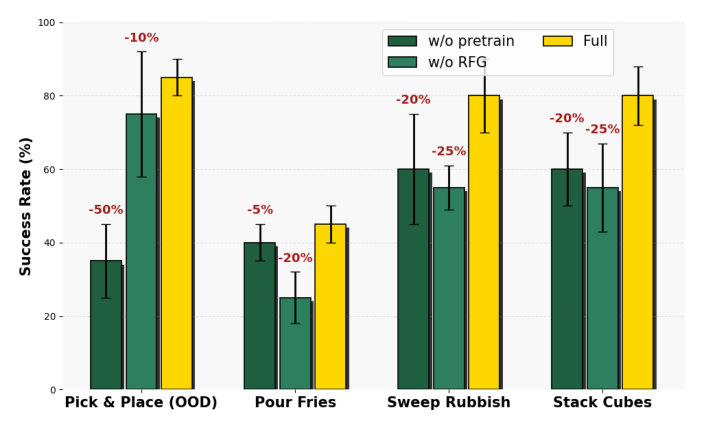 Success Rate (%)
100
80
60
40
20
0
w/o pretrain
w/o RFG
Full
-50%
-10%
-5%
-20%
-20%
-25%
-20%
-25%
Pick & Place (OOD)
Pour Fries
Sweep Rubbish
Stack Cubes